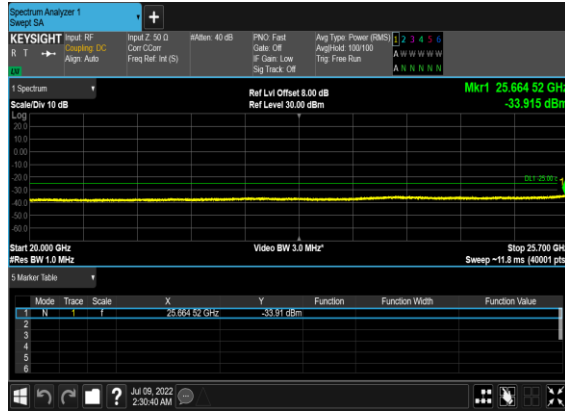 Spectrum Analyzer 1
Swept SA
+
KEYSIGHT Input: RF Input Z: 50 Ω #Atten: 40 dB PNO: Fast Avg Type: Power (RMS) 1 2 3 4 5 6
R T Coupling: DC Corr CCorr Gate: Off Avg|Hold: 100/100 A W W W W W
Align: Auto Freq Ref: Int (S) IF Gain: Low Trig: Free Run
Sig Track: Off A N N N N N
1 Spectrum Ref Lvl Offset 8.00 dB Mkr1 25.664 52 GHz
Scale/Div 10 dB Ref Level 30.00 dBm -33.915 dBm
Log
20.0
10.0
0.00
-10.0
-20.0
DL1 -25.00
-30.0
-40.0
-50.0
-60.0
Start 20.000 GHz Video BW 3.0 MHz* Stop 25.700 GH
#Res BW 1.0 MHz Sweep ~11.8 ms (40001 pts
5 Marker Table
Mode Trace Scale X Y Function Function Width Function Value
1 N 1 f 25.664 52 GHz -33.91 dBm
2
3
4
5
6
? Jul 09, 2022
2:30:40 AM